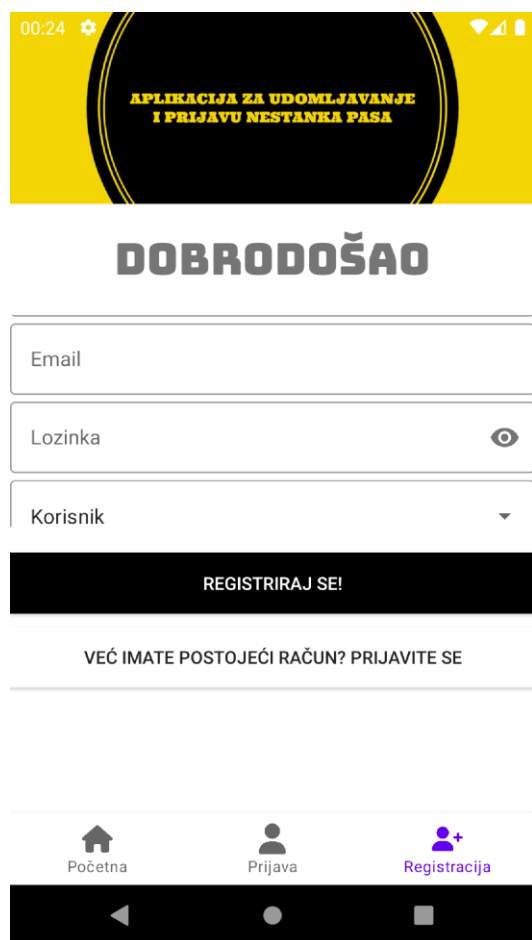 00:24
APLIKACIJA ZA UDOMLJAVANJE
I PRIJAVU NESTANKA PASA
DOBRODOŠAO
Email
Lozinka
Korisnik
REGISTRIRAJ SE!
VEĆ IMATE POSTOJEĆI RAČUN? PRIJAVITE SE
Početna
Prijava
Registracija